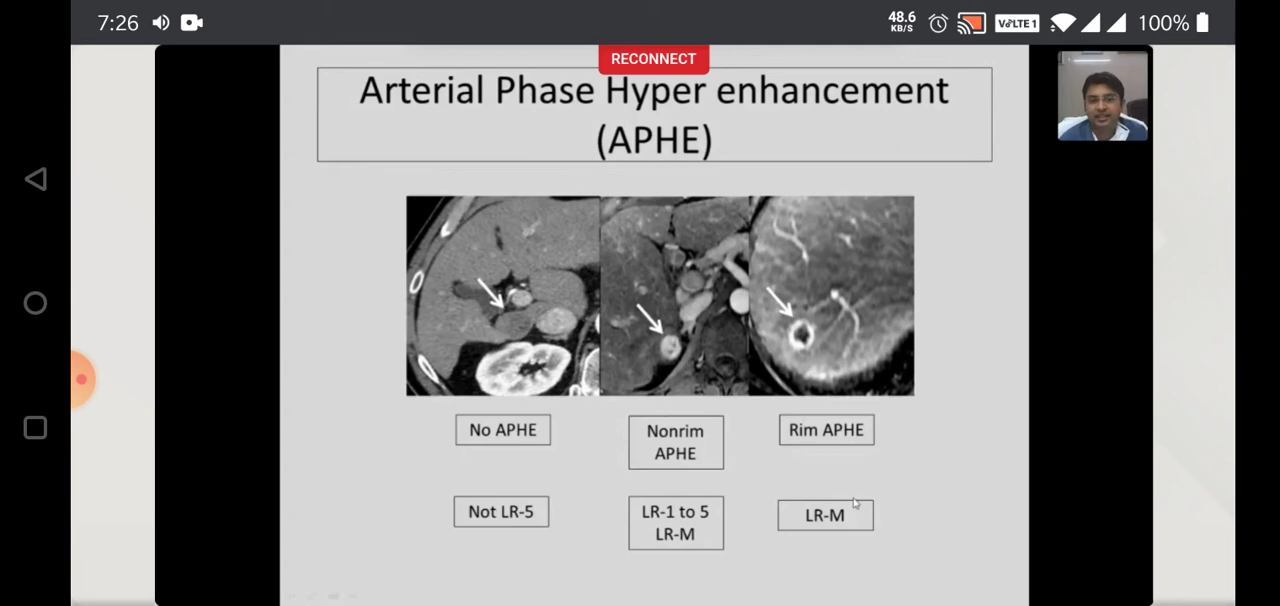 7:26
48.6
KB/S
VoLTE 1
100%
RECONNECT
Arterial Phase Hyper enhancement
(APHE)
No APHE
Nonrim
APHE
Rim APHE
Not LR-5
LR-1 to 5
LR-M
LR-M